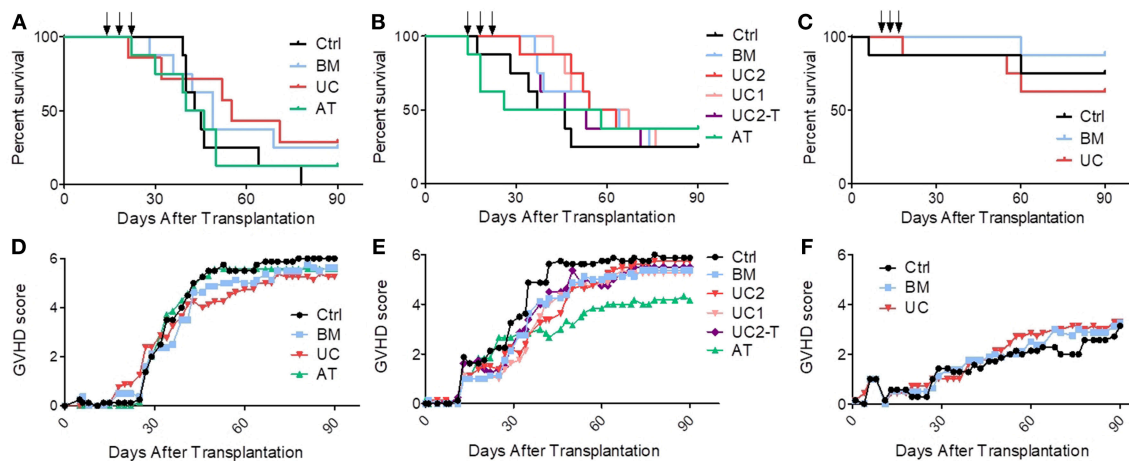 A
Percent survival
100
50
0
0
30
60
90
Days After Transplantation
Ctrl
BM
UC
AT
B
Percent survival
100
50
0
0
30
60
90
Days After Transplantation
Ctrl
BM
UC2
UC1
UC2-T
AT
C
Percent survival
100
50
0
0
30
60
90
Days After Transplantation
Ctrl
BM
UC
D
GVHD score
6
4
2
0
0
30
60
90
Days After Transplantation
Ctrl
BM
UC
AT
E
GVHD score
6
4
2
0
0
30
60
90
Days After Transplantation
Ctrl
BM
UC2
UC1
UC2-T
AT
F
GVHD score
6
4
2
0
0
30
60
90
Days After Transplantation
Ctrl
BM
UC